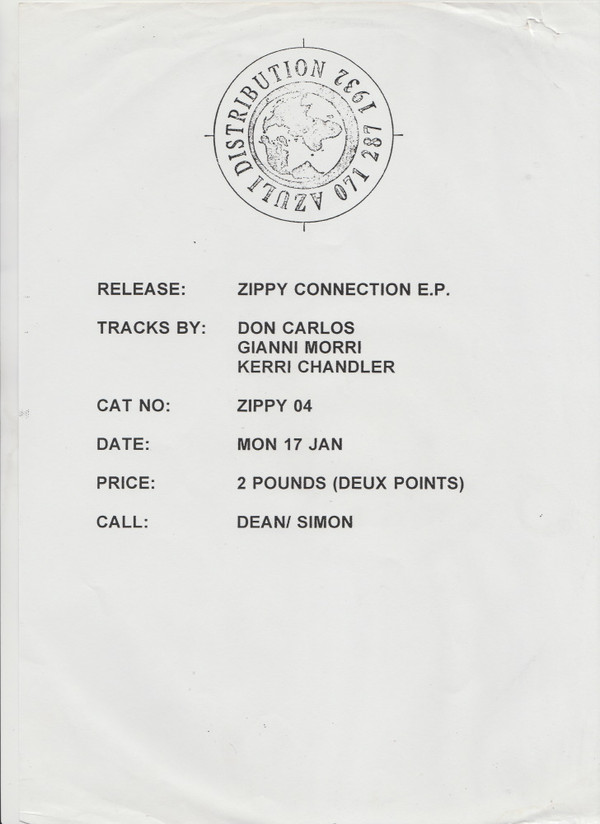 AZULI DISTRIBUTION
071 287 1932
RELEASE: ZIPPY CONNECTION E.P.
TRACKS BY: DON CARLOS
GIANNI MORRI
KERRI CHANDLER
CAT NO: ZIPPY 04
DATE: MON 17 JAN
PRICE: 2 POUNDS (DEUX POINTS)
CALL: DEAN/ SIMON